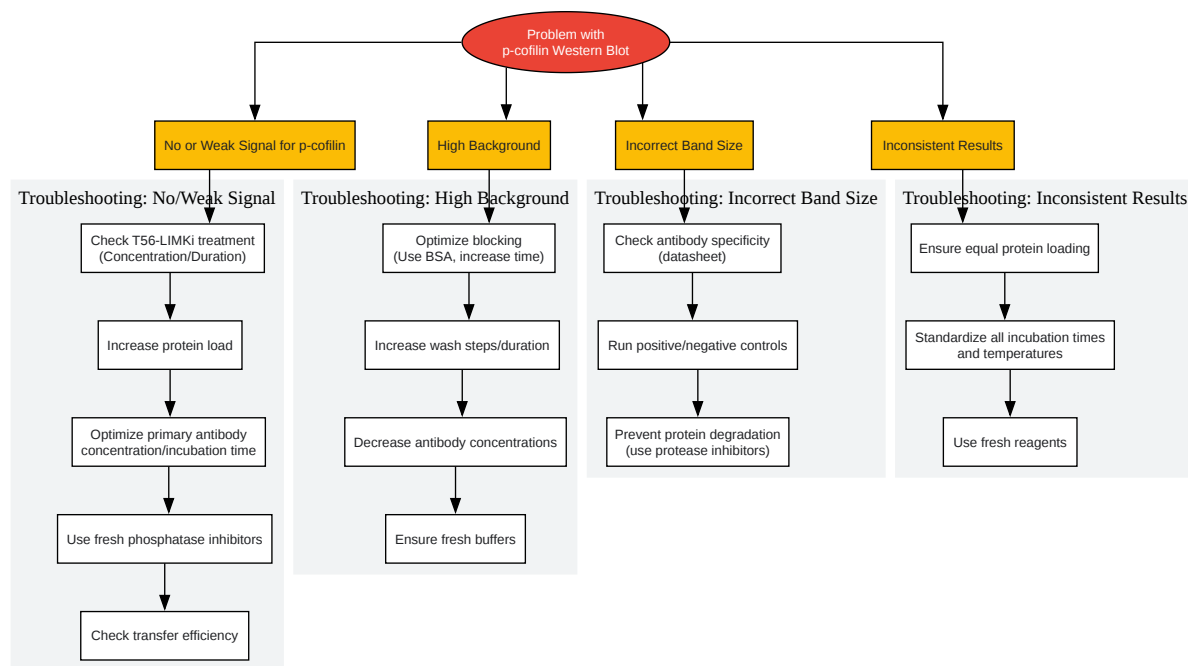 Problem with
p-cofilin Western Blot
No or Weak Signal for p-cofilin
High Background
Incorrect Band Size
Inconsistent Results
Troubleshooting: No/Weak Signal
Check T56-LIMKi treatment
(Concentration/Duration)
Increase protein load
Optimize primary antibody
concentration/incubation time
Use fresh phosphatase inhibitors
Check transfer efficiency
Troubleshooting: High Background
Optimize blocking
(Use BSA, increase time)
Increase wash steps/duration
Decrease antibody concentrations
Ensure fresh buffers
Troubleshooting: Incorrect Band Size
Check antibody specificity
(datasheet)
Run positive/negative controls
Prevent protein degradation
(use protease inhibitors)
Troubleshooting: Inconsistent Results
Ensure equal protein loading
Standardize all incubation times
and temperatures
Use fresh reagents